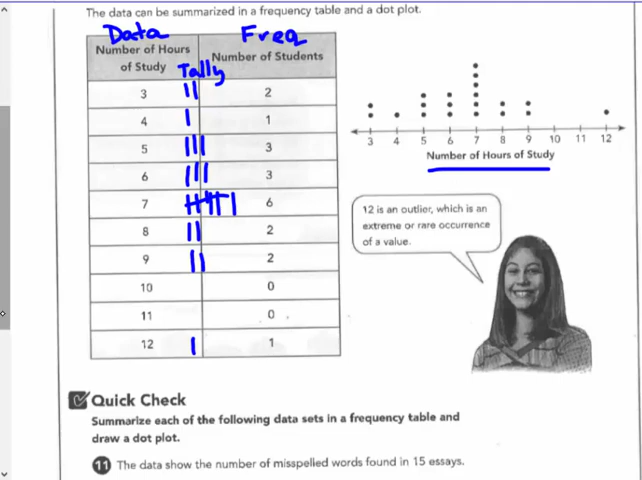 The data can be summarized in a frequency table and a dot plot.
Data Freq
Number of Hours of Study Number of Students
Tally
3 || 2
4 | 1
5 ||| 3
6 ||| 3
7 6
8 || 2
9 || 2
10 0
11 0
12 | 1
3 4 5 6 7 8 9 10 11 12
Number of Hours of Study
12 is an outlier, which is an
extreme or rare occurrence
of a value.
Quick Check
Summarize each of the following data sets in a frequency table and
draw a dot plot.
11 The data show the number of misspelled words found in 15 essays.